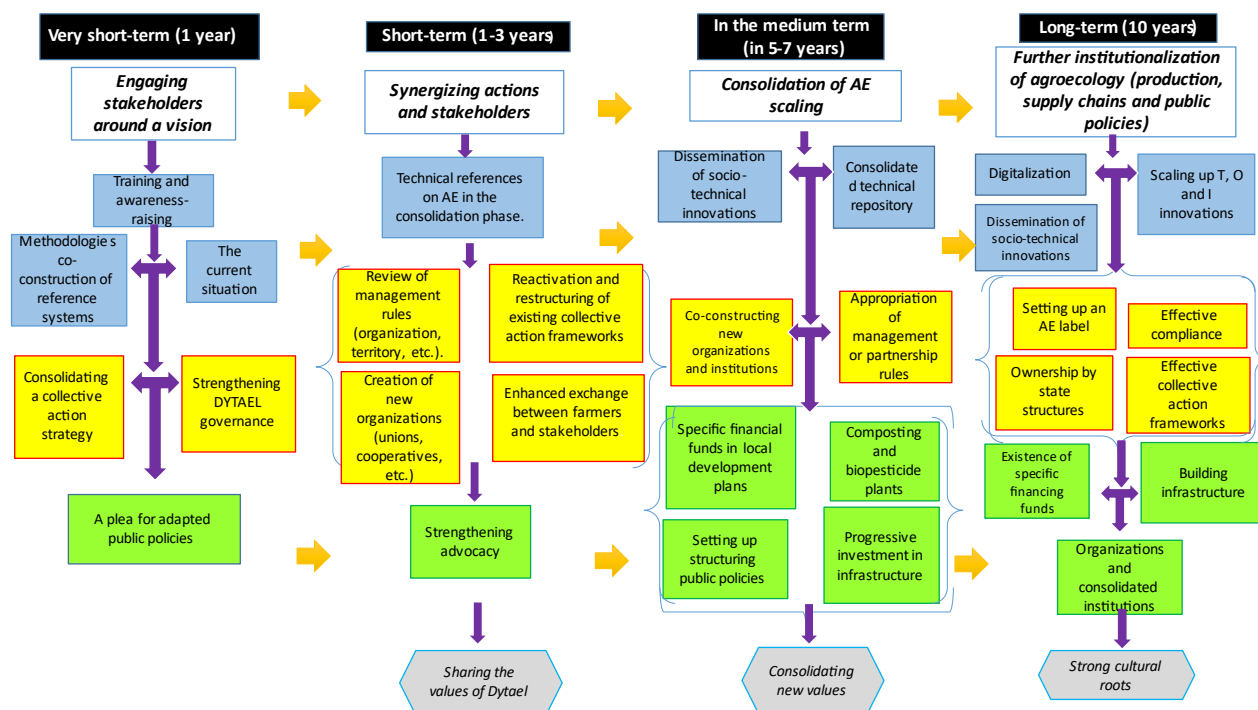 Very short-term (1 year)
Engaging
stakeholders
around a vision
Training and
awareness-
raising
Methodologies
co-
construction of
reference
systems
The
current
situation
Consolidating
a collective
action
strategy
Strengthening
DYTAEL
governance
A plea for adapted
public policies
Short-term (1-3 years)
Synergizing actions
and stakeholders
Technical references
on AE in the
consolidation phase.
Review of
management
rules
(organization,
territory, etc.).
Reactivation and
restructuring of
existing collective
action frameworks
Creation of
new
organizations
(unions,
cooperatives,
etc.)
Enhanced exchange
between farmers
and stakeholders
Strengthening
advocacy
Sharing the
values of Dytael
In the medium term
(in 5-7 years)
Consolidation of AE
scaling
Dissemination
of socio-
technical
innovations
Consolidate
d technical
repository
Co-constructing
new
organizations
and institutions
Appropriation
of
management
or partnership
rules
Specific financial
funds in local
development
plans
Composting
and
biopesticide
plants
Setting up
structuring
public policies
Progressive
investment in
infrastructure
Consolidating
new values
Long-term (10 years)
Further institutionalization
of agroecology (production,
supply chains and public
policies)
Digitalization
Scaling up T, O
and I
innovations
Dissemination of
socio-technical
innovations
Setting up an
AE label
Effective
compliance
Ownership by
state
structures
Effective
collective
action
frameworks
Existence of
specific
financing
funds
Building
infrastructure
Organizations
and
consolidated
institutions
Strong cultural
roots